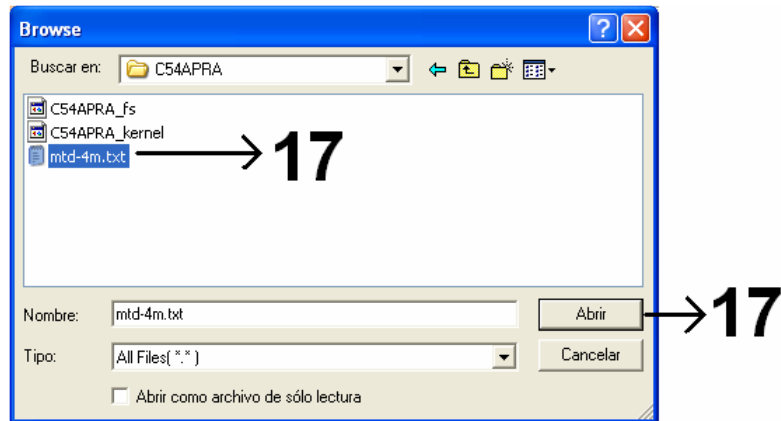 Browse
Buscar en: C54APRA
C54APRA_fs
C54APRA_kernel
mtd-4m.txt 17
Nombre: mtd-4m.txt Abrir 17
Tipo: All Files( *.* ) Cancelar
Abrir como archivo de sólo lectura